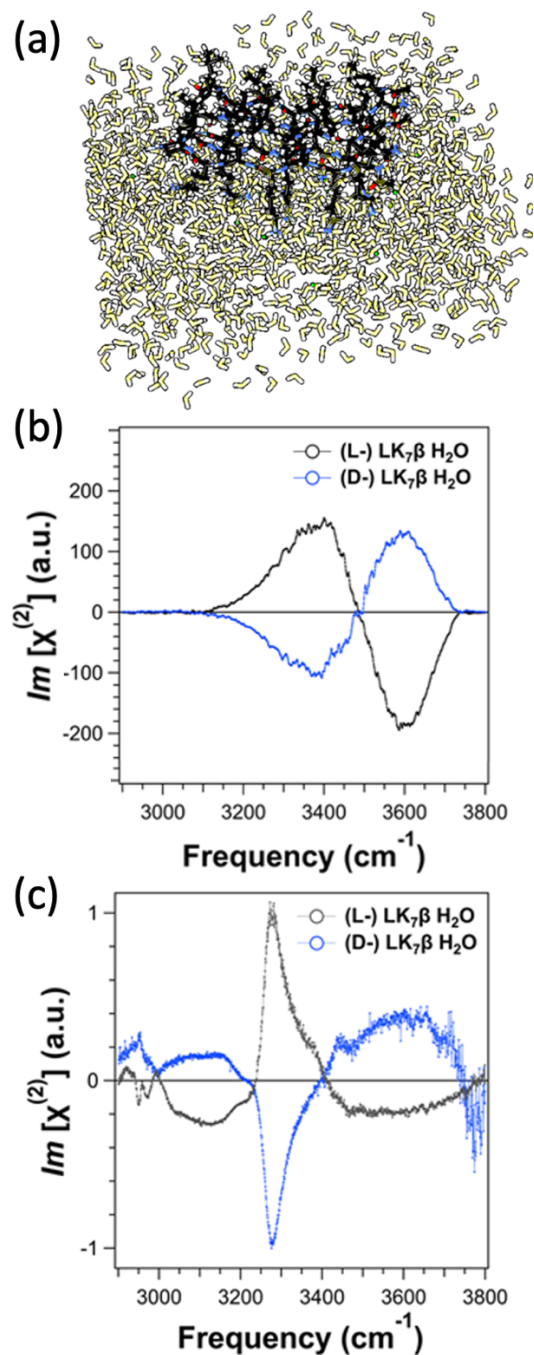 (a)
(b)
(L-) LK₇β H₂O
(D-) LK₇β H₂O
Im [χ⁽²⁾] (a.u.)
200
100
0
-100
-200
3000 3200 3400 3600 3800
Frequency (cm⁻¹)
(c)
(L-) LK₇β H₂O
(D-) LK₇β H₂O
Im [χ⁽²⁾] (a.u.)
1
0
-1
3000 3200 3400 3600 3800
Frequency (cm⁻¹)